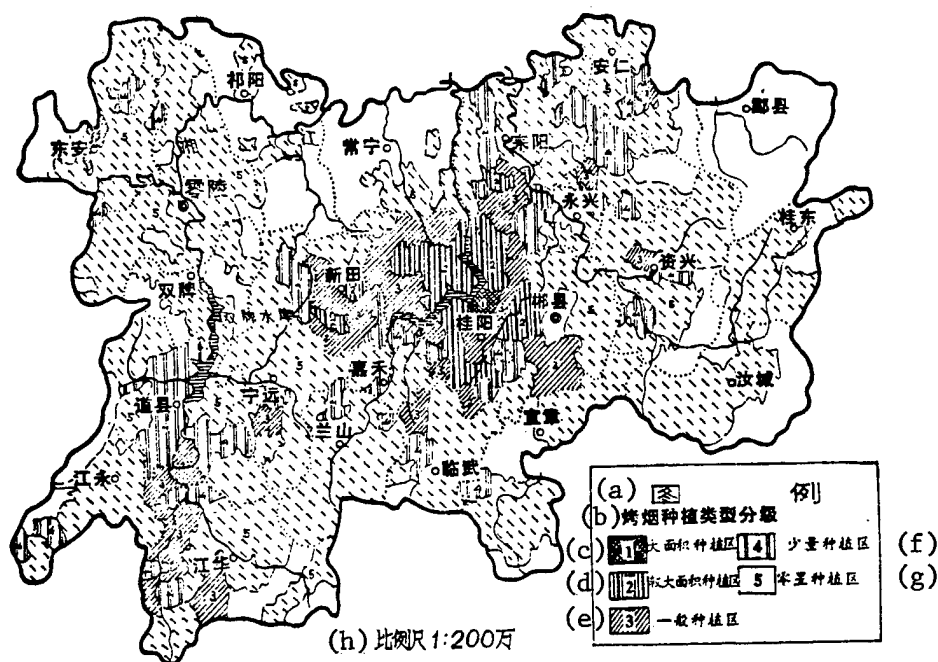 安仁
祁阳
酃县
东安
常宁
耒阳
湘
江
零陵
永兴
桂东
新田
资兴
双牌
双牌水库
郴县
桂阳
嘉禾
汝城
道县
宁远
宜章
兰山
临武
江永
(a) 图 例
(b) 烤烟种植类型分级
(c) 1 大面积种植区 4 少量种植区 (f)
(d) 2 较大面积种植区 5 零星种植区 (g)
(e) 3 一般种植区
(h) 比例尺 1:200万